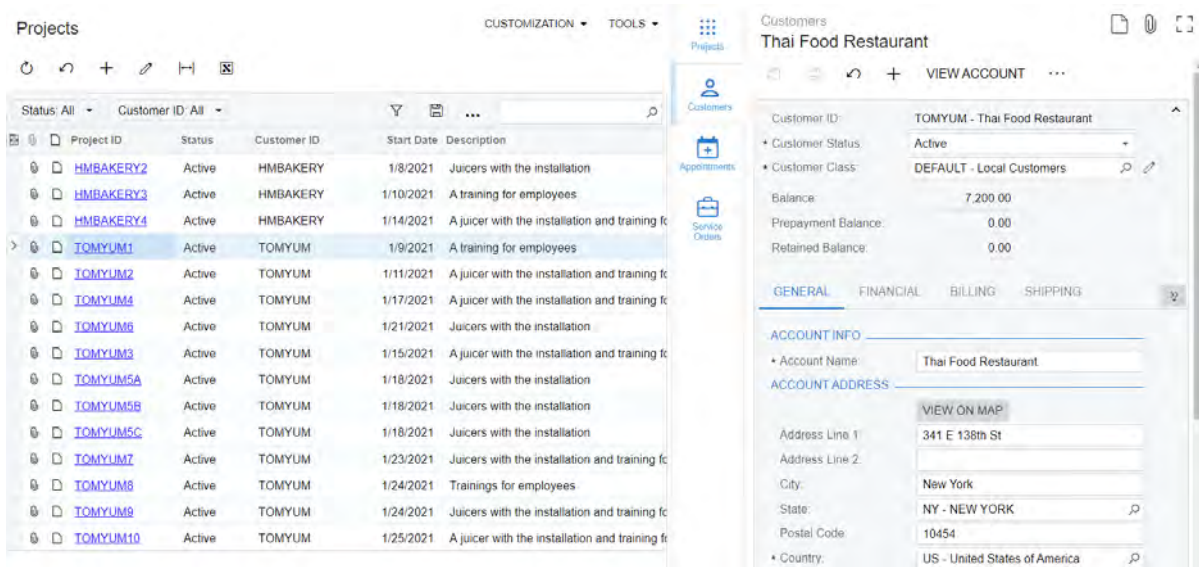 Projects
CUSTOMIZATION TOOLS
Status: All Customer ID: All ...
Project ID Status Customer ID Start Date Description
HMBAKERY2 Active HMBAKERY 1/8/2021 Juicers with the installation
HMBAKERY3 Active HMBAKERY 1/10/2021 A training for employees
HMBAKERY4 Active HMBAKERY 1/14/2021 A juicer with the installation and training fo
TOMYUM1 Active TOMYUM 1/9/2021 A training for employees
TOMYUM2 Active TOMYUM 1/11/2021 A juicer with the installation and training fo
TOMYUM4 Active TOMYUM 1/17/2021 A juicer with the installation and training fo
TOMYUM6 Active TOMYUM 1/21/2021 Juicers with the installation
TOMYUM3 Active TOMYUM 1/15/2021 A juicer with the installation and training fo
TOMYUM5A Active TOMYUM 1/18/2021 Juicers with the installation
TOMYUM5B Active TOMYUM 1/18/2021 Juicers with the installation
TOMYUM5C Active TOMYUM 1/18/2021 Juicers with the installation
TOMYUM7 Active TOMYUM 1/23/2021 Juicers with the installation and training fo
TOMYUM8 Active TOMYUM 1/24/2021 Trainings for employees
TOMYUM9 Active TOMYUM 1/24/2021 Juicers with the installation and training fo
TOMYUM10 Active TOMYUM 1/25/2021 A juicer with the installation and training fo
Projects
Customers
Appointments
Service
Orders
Customers
Thai Food Restaurant
VIEW ACCOUNT ...
Customer ID: TOMYUM - Thai Food Restaurant
* Customer Status: Active
* Customer Class: DEFAULT - Local Customers
Balance: 7,200.00
Prepayment Balance: 0.00
Retained Balance: 0.00
GENERAL FINANCIAL BILLING SHIPPING
ACCOUNT INFO
* Account Name: Thai Food Restaurant
ACCOUNT ADDRESS
VIEW ON MAP
Address Line 1: 341 E 138th St
Address Line 2:
City: New York
State: NY - NEW YORK
Postal Code: 10454
* Country: US - United States of America